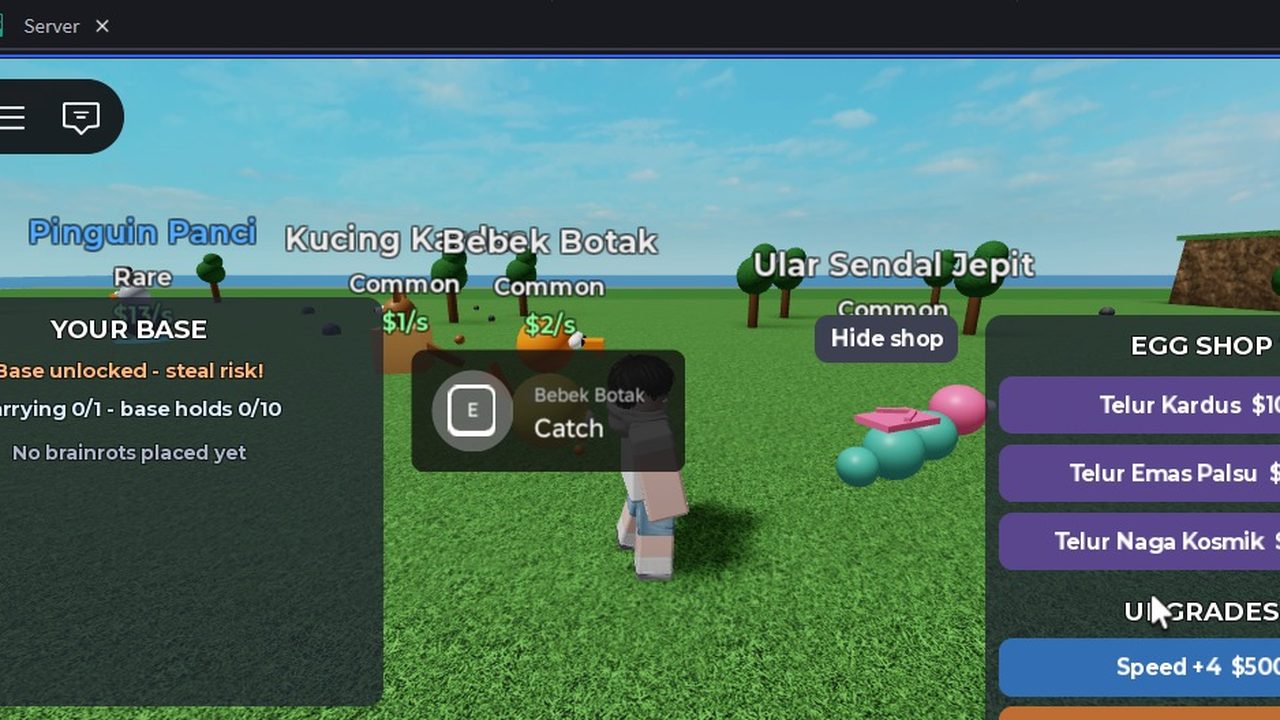 Server
Pinguin Panci
Rare
$13/s
Kucing
Common
$1/s
Bebek Botak
Common
$2/s
Ular Sendal Jepit
Common
Hide shop
YOUR BASE
Base unlocked - steal risk!
arrying 0/1 - base holds 0/10
No brainrots placed yet
E
Bebek Botak
Catch
EGG SHOP
Telur Kardus $10
Telur Emas Palsu $
Telur Naga Kosmik $
UPGRADES
Speed +4 $500